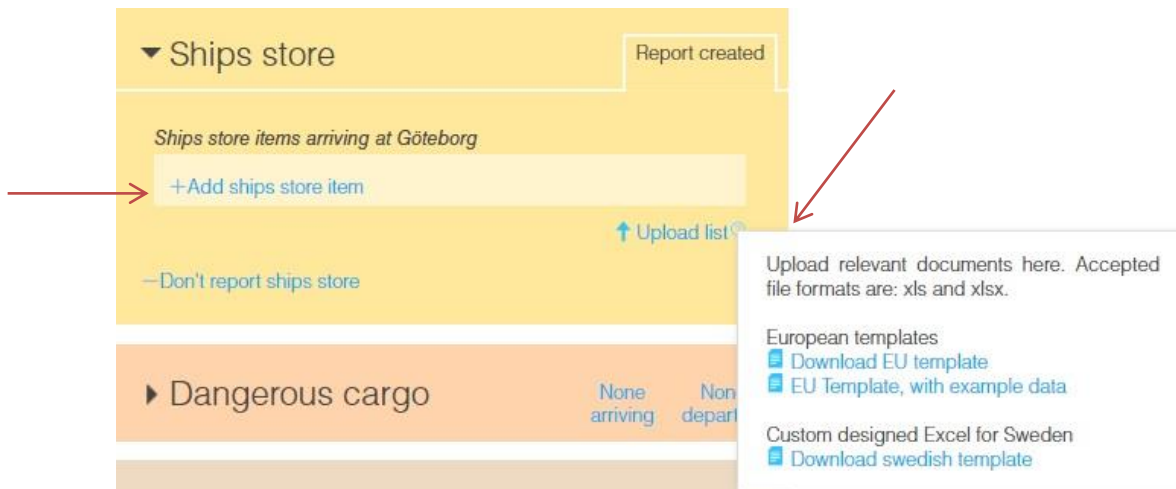 Ships store
Report created
Ships store items arriving at Göteborg
+Add ships store item
Upload list
—Don't report ships store
Upload relevant documents here. Accepted
file formats are: xls and xlsx.
European templates
Download EU template
EU Template, with example data
Custom designed Excel for Sweden
Download swedish template
Dangerous cargo
None
arriving
Non
depart